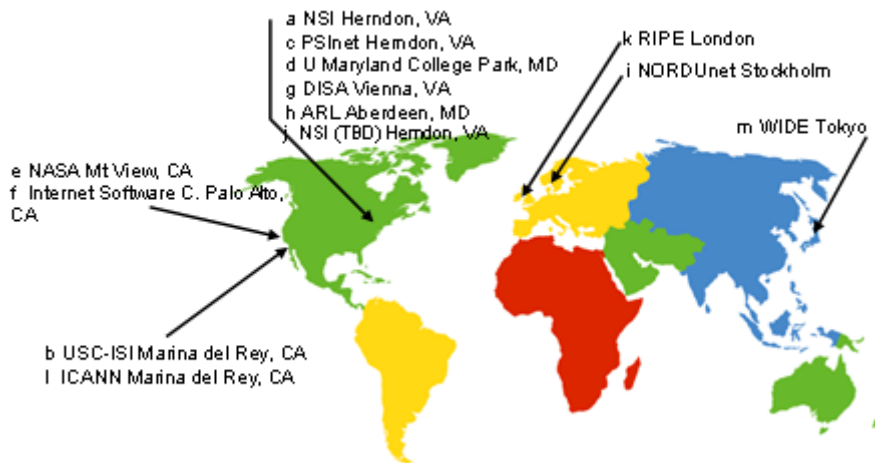 a NSI Herndon, VA
c PSInet Herndon, VA
d U Maryland College Park, MD
g DISA Vienna, VA
h ARL Aberdeen, MD
j NSI (TBD) Herndon, VA
k RIPE London
i NORDUnet Stockholm
m WIDE Tokyo
e NASA Mt View, CA
f Internet Software C. Palo Alto,
CA
b USC-ISI Marina del Rey, CA
l ICANN Marina del Rey, CA